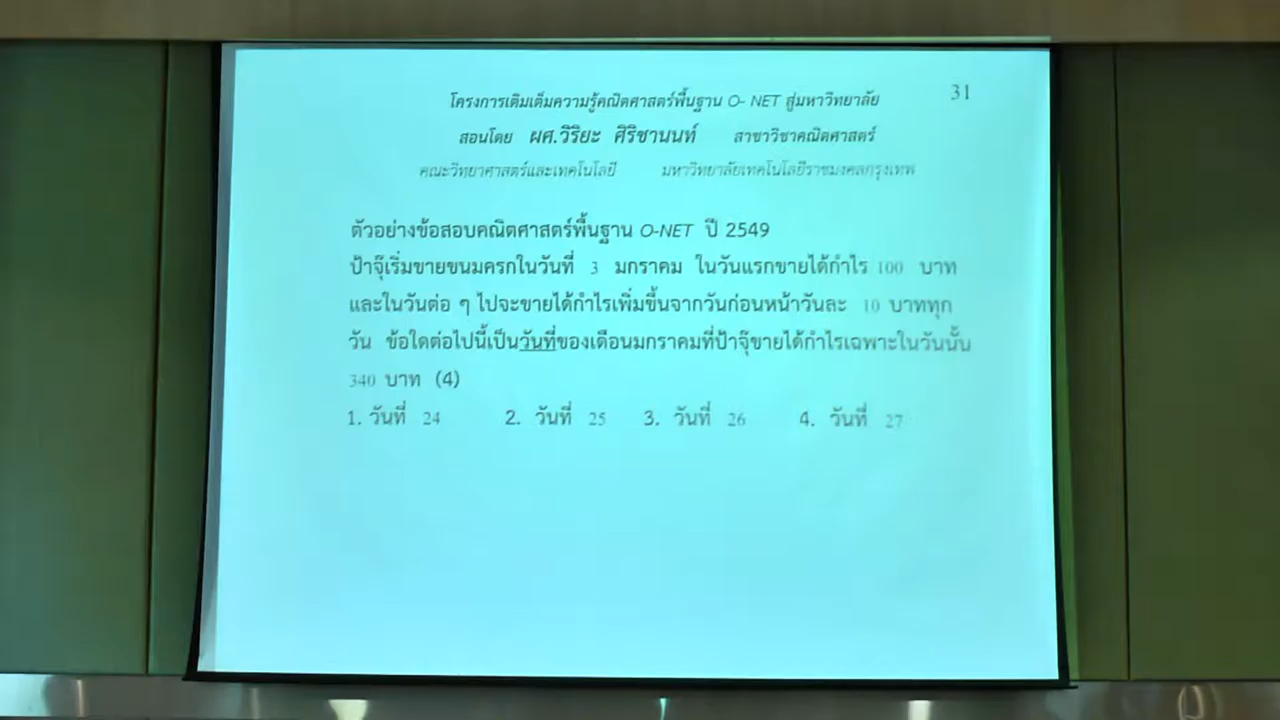 31
โครงการเติมเต็มความรู้คณิตศาสตร์พื้นฐาน O- NET สู่มหาวิทยาลัย
สอนโดย ผศ.วิริยะ ศิริชานนท์ สาขาวิชาคณิตศาสตร์
คณะวิทยาศาสตร์และเทคโนโลยี มหาวิทยาลัยเทคโนโลยีราชมงคลกรุงเทพ
ตัวอย่างข้อสอบคณิตศาสตร์พื้นฐาน O-NET ปี 2549
ป้าจุ๊เริ่มขายขนมครกในวันที่ 3 มกราคม ในวันแรกขายได้กำไร 100 บาท
และในวันต่อ ๆ ไปจะขายได้กำไรเพิ่มขึ้นจากวันก่อนหน้าวันละ 10 บาททุก
วัน ข้อใดต่อไปนี้เป็นวันที่ของเดือนมกราคมที่ป้าจุ๊ขายได้กำไรเฉพาะในวันนั้น
340 บาท (4)
1. วันที่ 24 2. วันที่ 25 3. วันที่ 26 4. วันที่ 27